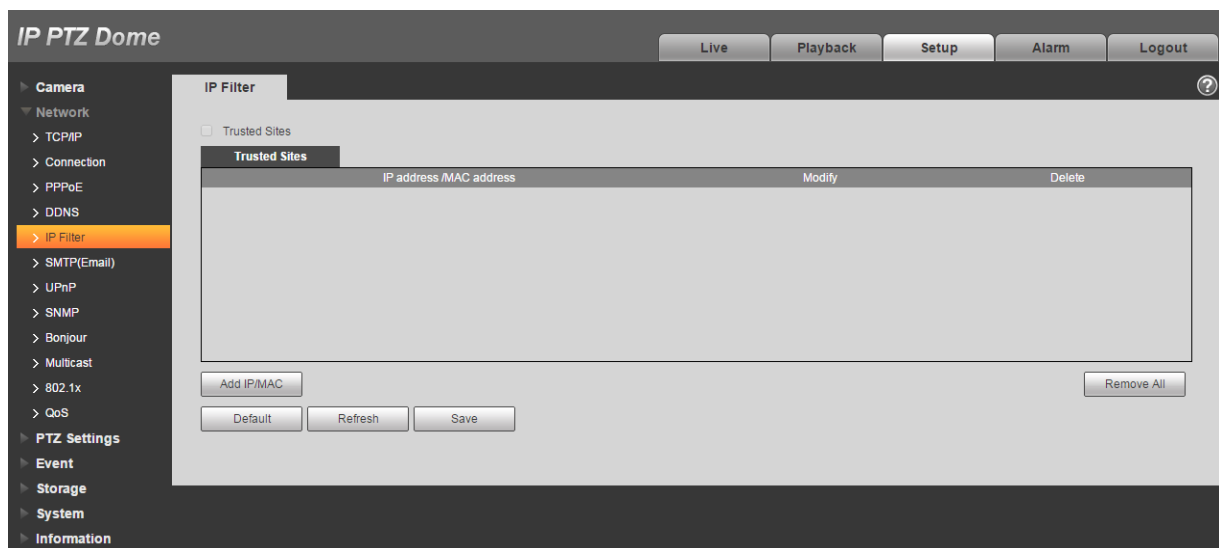 IP PTZ Dome
Live Playback Setup Alarm Logout
Camera
Network
> TCP/IP
> Connection
> PPPoE
> DDNS
> IP Filter
> SMTP(Email)
> UPnP
> SNMP
> Bonjour
> Multicast
> 802.1x
> QoS
PTZ Settings
Event
Storage
System
Information
IP Filter
?
Trusted Sites
Trusted Sites
IP address /MAC address Modify Delete
Add IP/MAC Remove All
Default Refresh Save